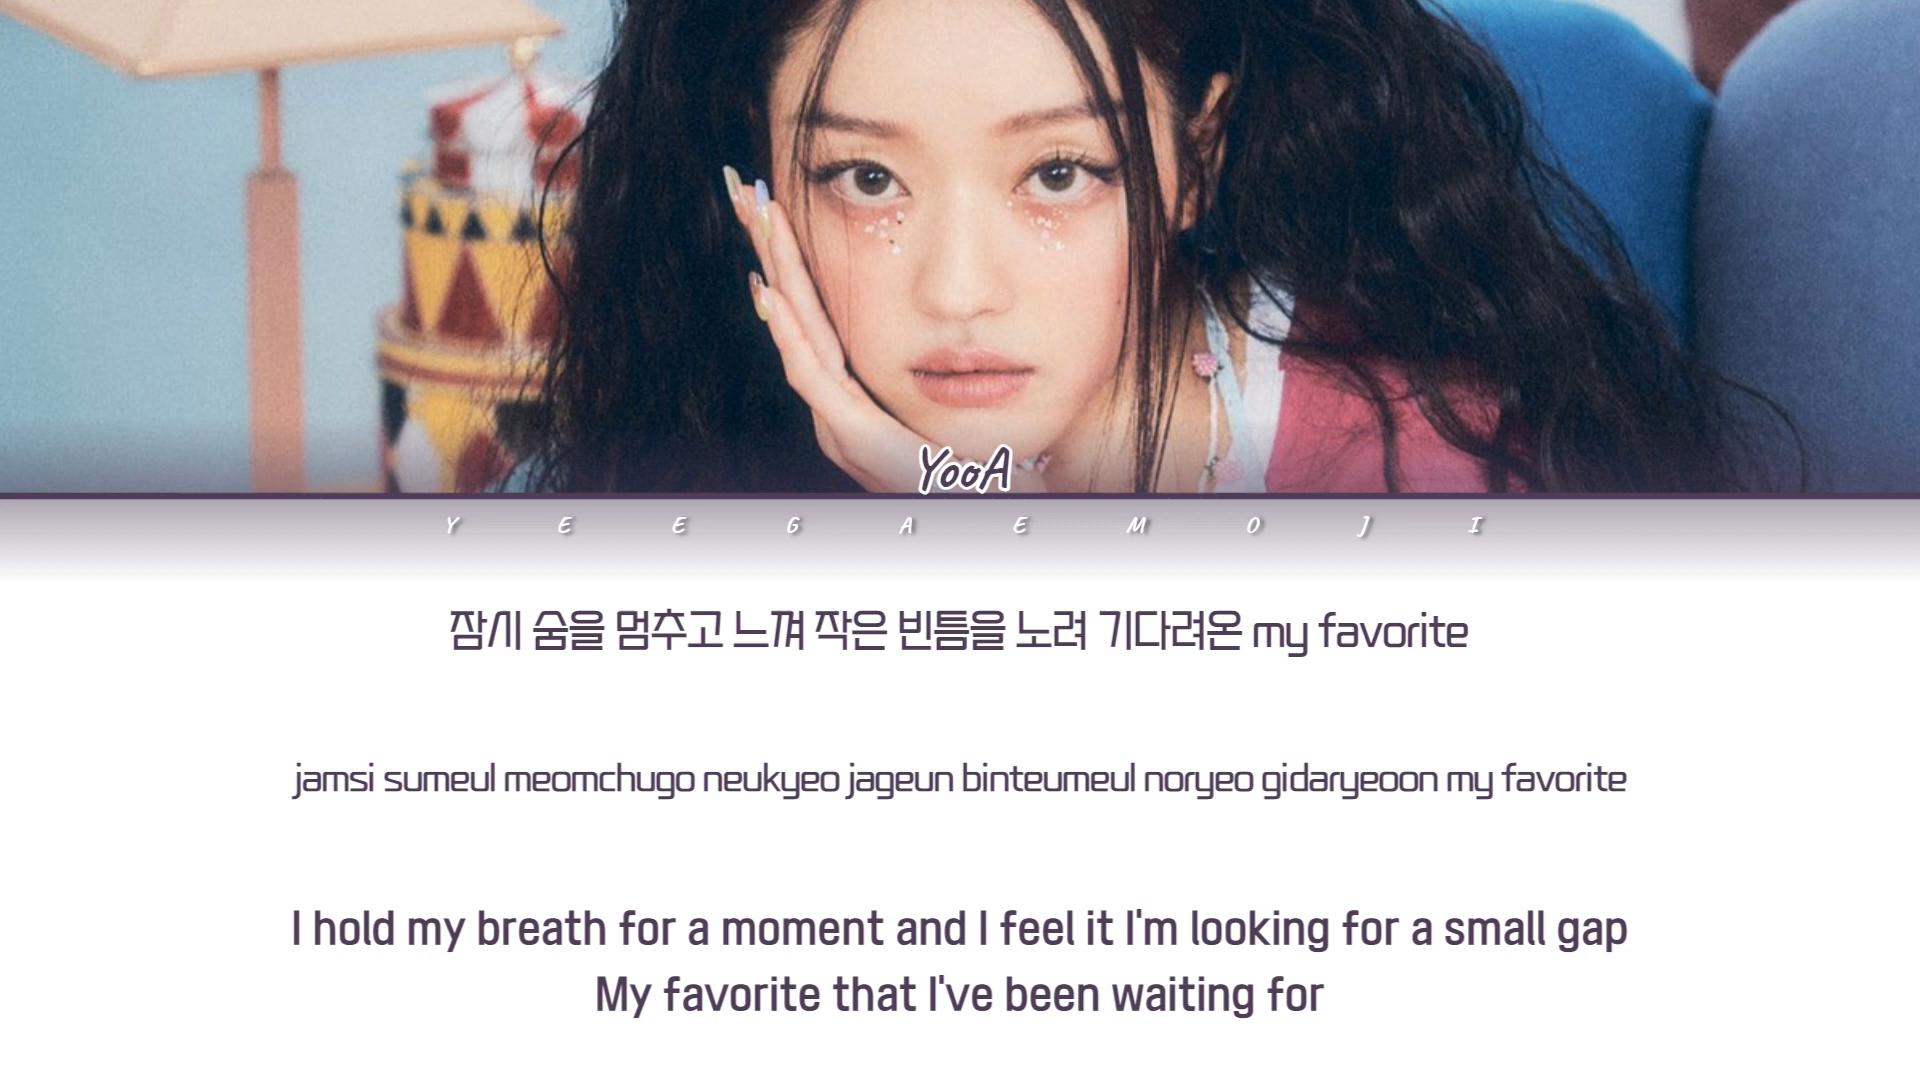 YooA
Y E E G A E M O J I
잠시 숨을 멈추고 느껴 작은 빈틈을 노려 기다려온 my favorite
jamsi sumeul meomchugo neukyeo jageun binteumeul noryeo gidaryeoon my favorite
I hold my breath for a moment and I feel it I'm looking for a small gap
My favorite that I've been waiting for